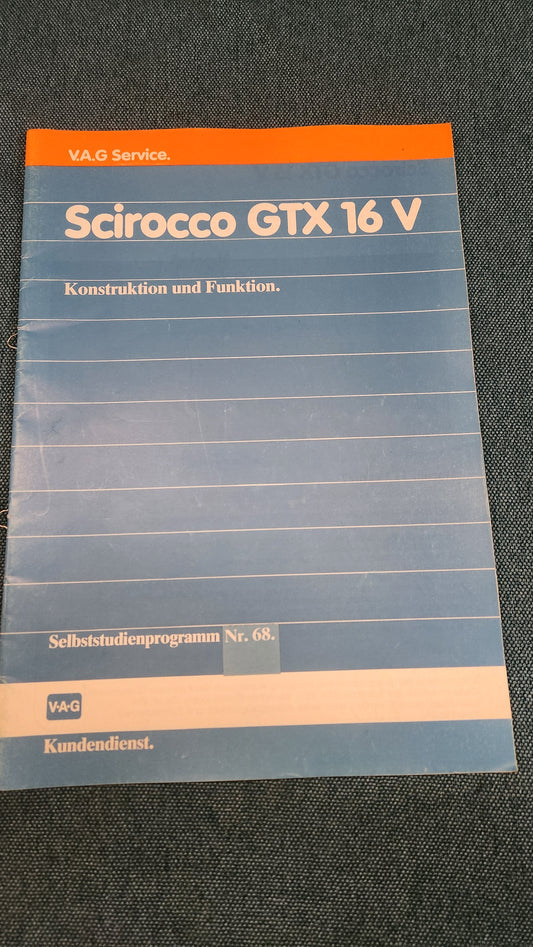 V.A.G Service.
Scirocco GTX 16 V
Konstruktion und Funktion.
Selbststudienprogramm Nr. 68.
V·A·G
Kundendienst.